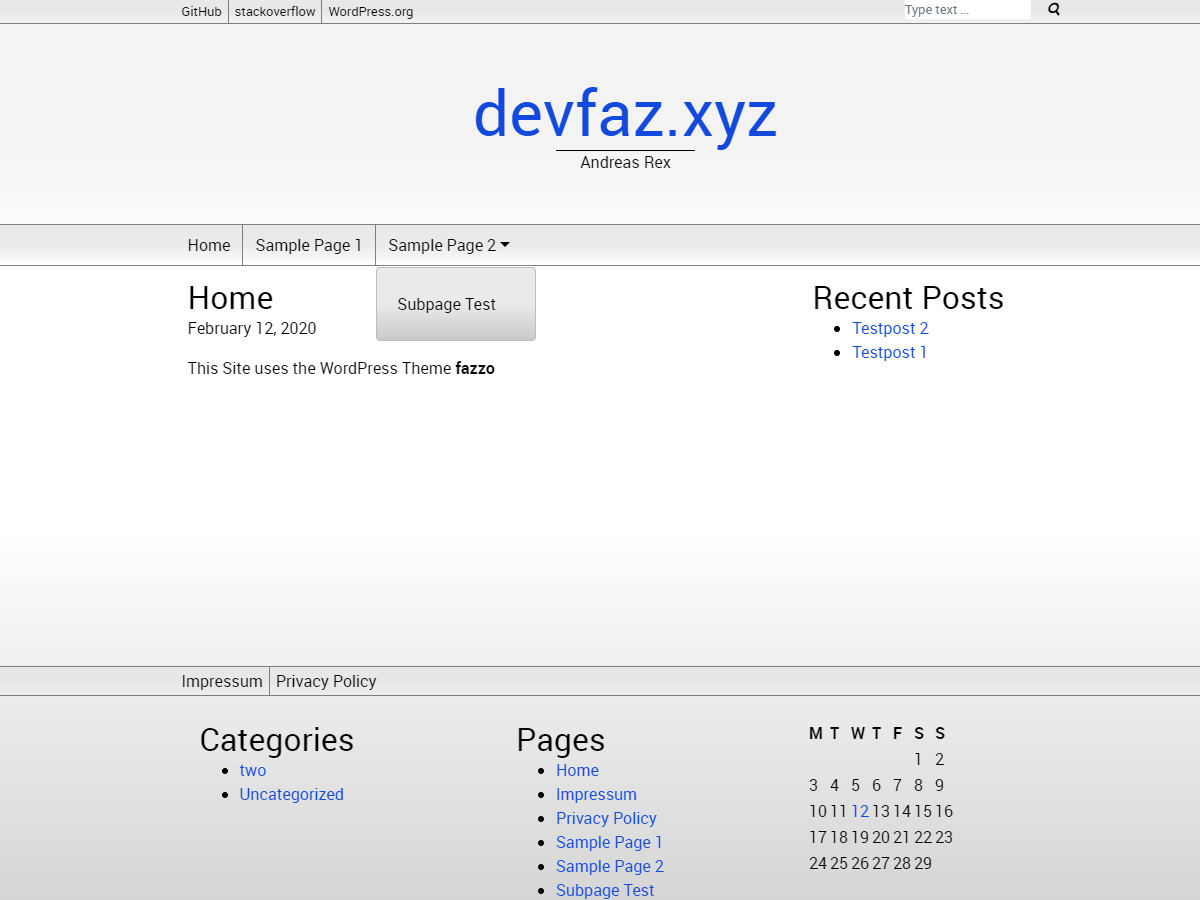 GitHub stackoverflow WordPress.org Type text ...
devfaz.xyz
Andreas Rex
Home Sample Page 1 Sample Page 2
Subpage Test
Home
February 12, 2020
This Site uses the WordPress Theme fazzo
Recent Posts
Testpost 2
Testpost 1
Impressum Privacy Policy
Categories
two
Uncategorized
Pages
Home
Impressum
Privacy Policy
Sample Page 1
Sample Page 2
Subpage Test
M T W T F S S
1 2
3 4 5 6 7 8 9
10 11 12 13 14 15 16
17 18 19 20 21 22 23
24 25 26 27 28 29